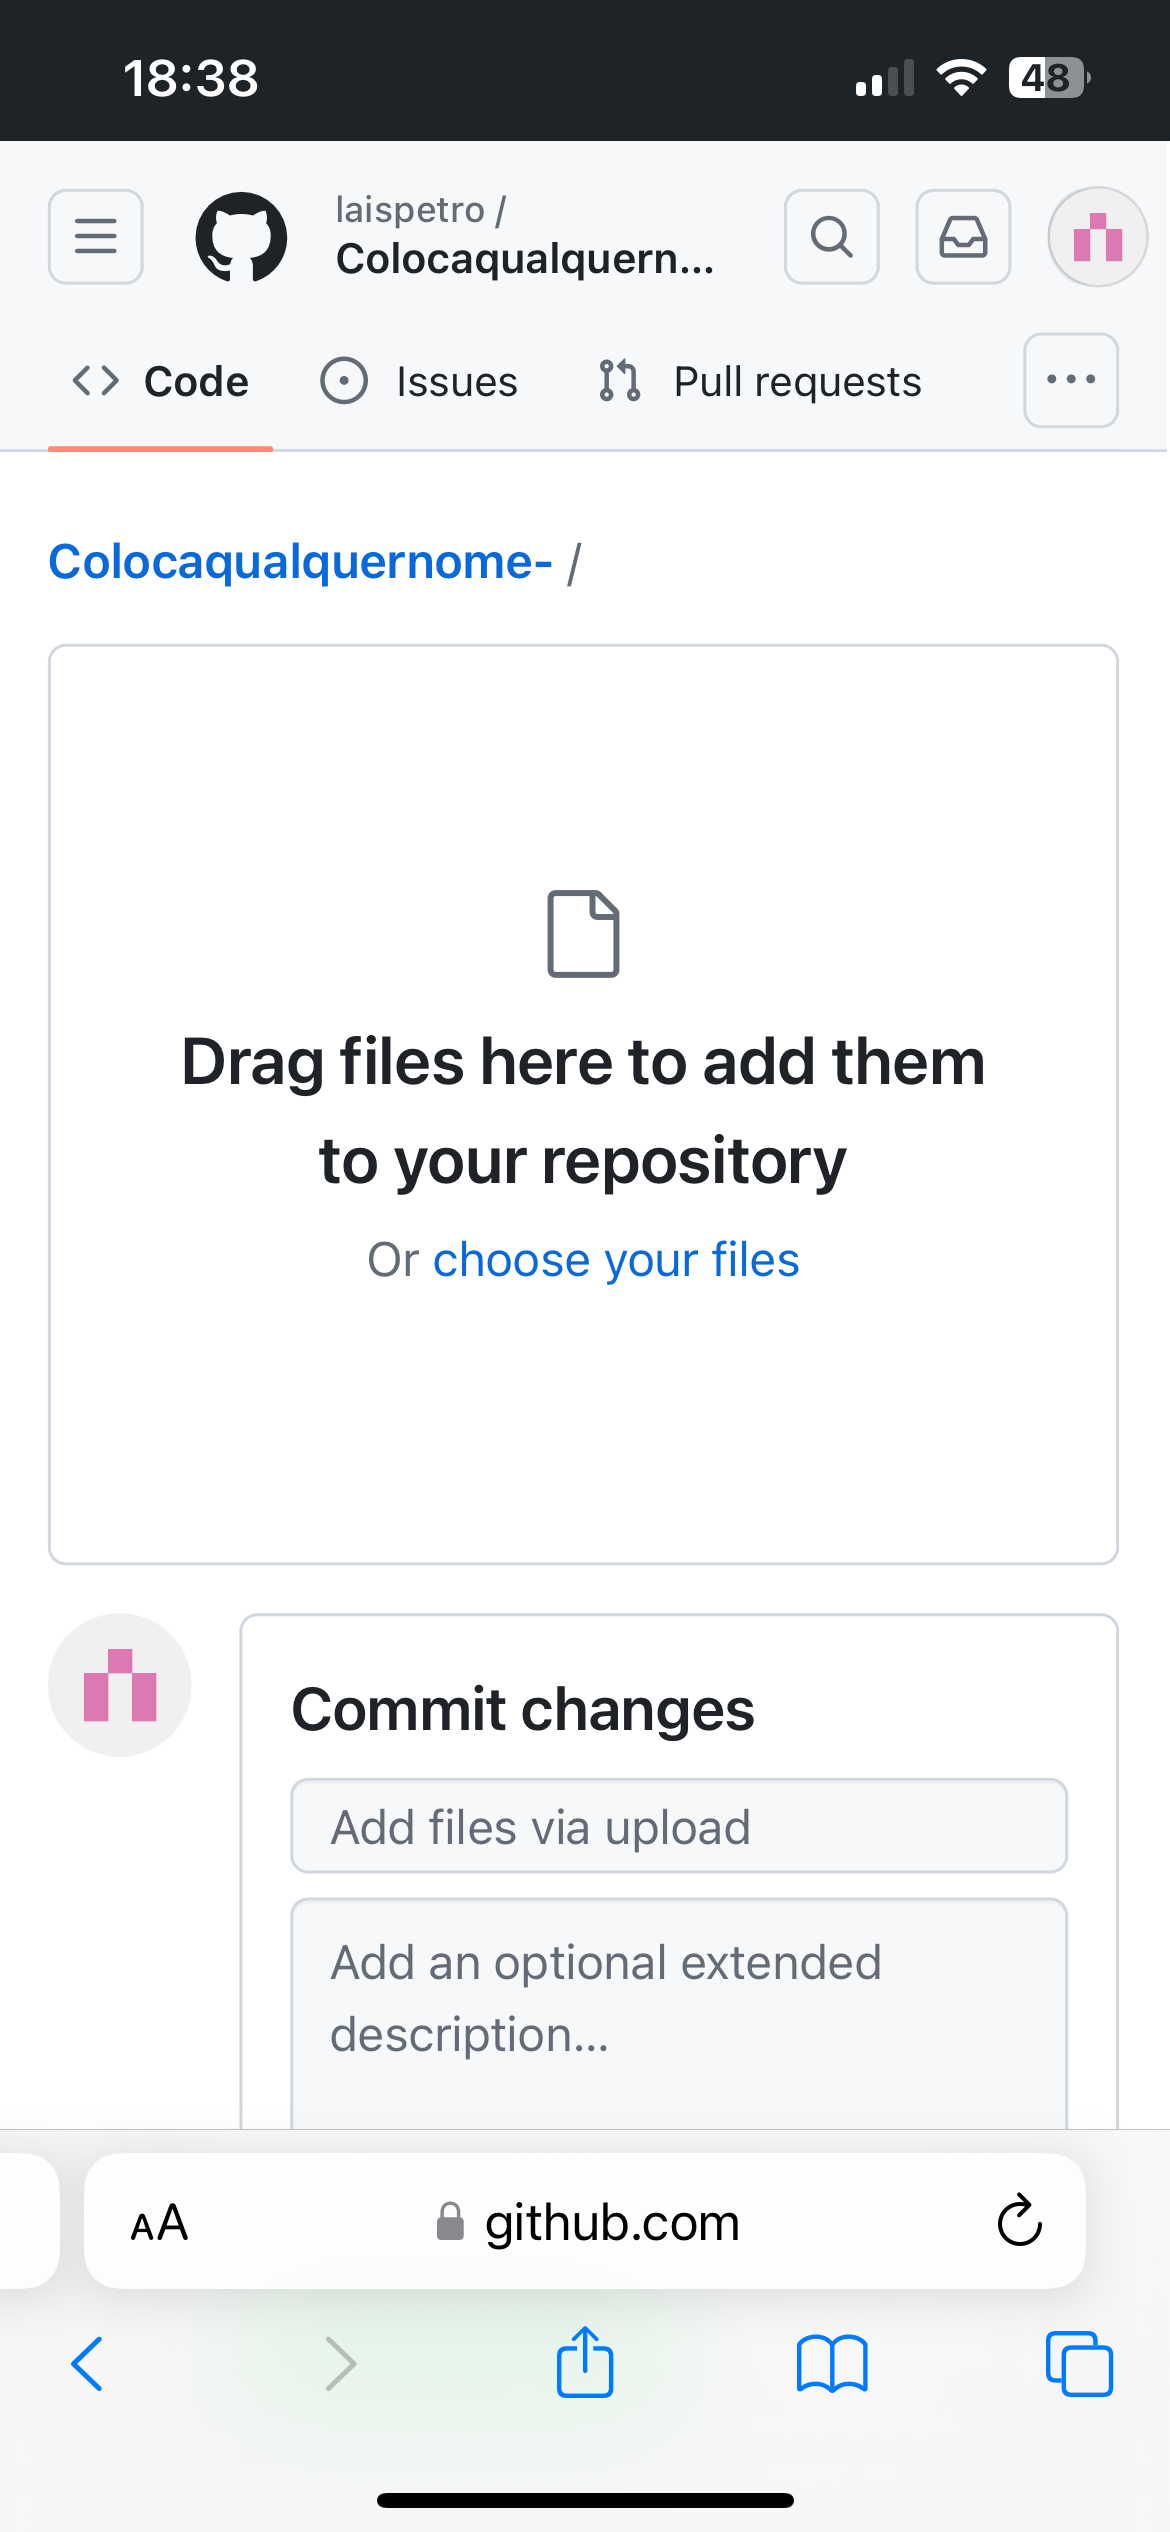 18:38
48
laispetro /
Colocaqualquern...
Code
Issues
Pull requests
Colocaqualquernome- /
Drag files here to add them
to your repository
Or choose your files
Commit changes
Add files via upload
Add an optional extended
description...
AA
github.com